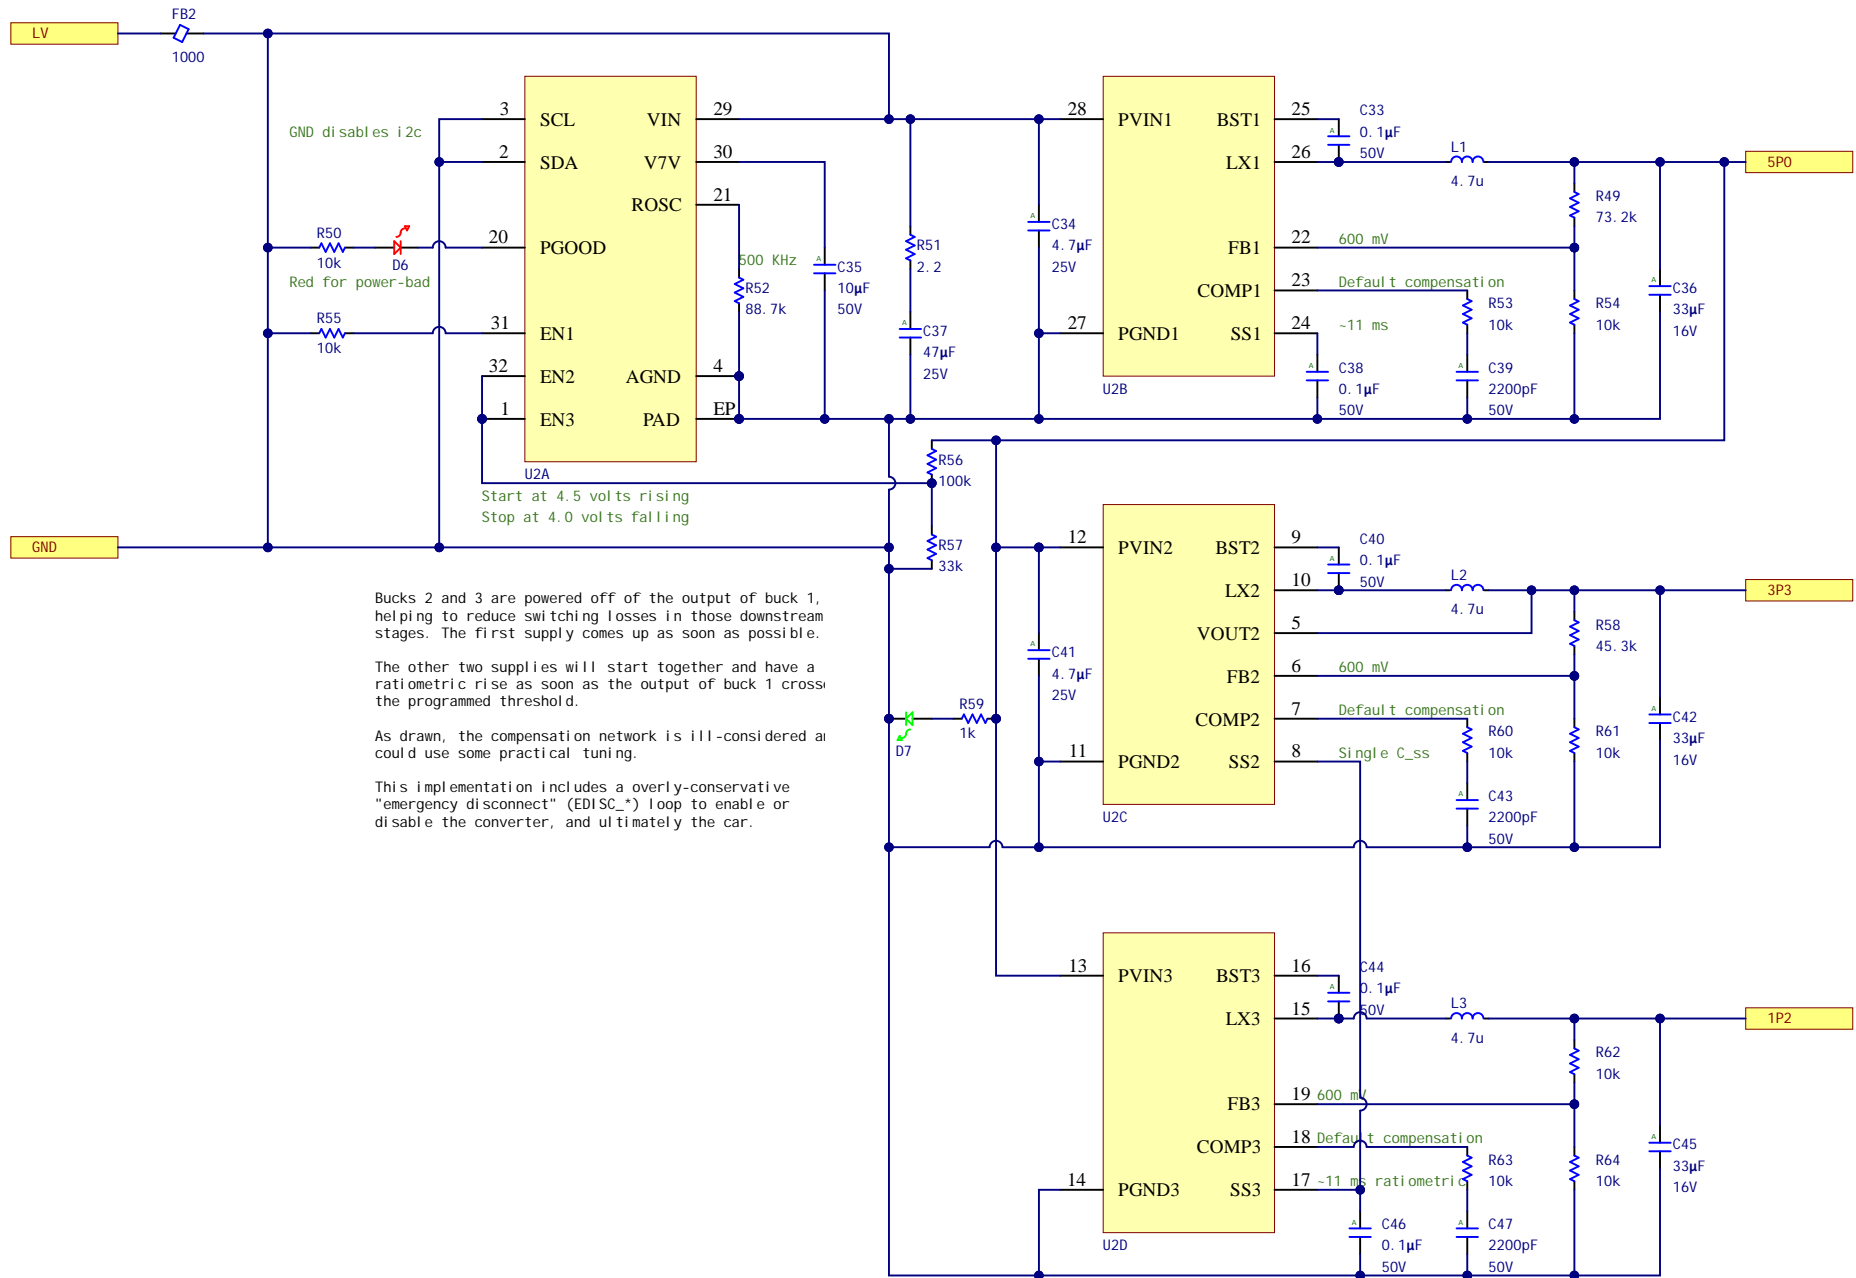 FB2
LV
1000
3 SCL VIN 29
GND disables i2c
2 SDA V7V 30
ROSC 21
R50
20 PGOOD
10k D6
Red for power-bad
500 KHz
R52
88.7k
C35
10µF
50V
R51
2.2
R55
10k
31 EN1
32 EN2 AGND 4
1 EN3 PAD EP
U2A
C37
47µF
25V
C34
4.7µF
25V
28 PVIN1 BST1 25
LX1 26
FB1 22
COMP1 23
27 PGND1 SS1 24
U2B
C33
0.1µF
50V
L1
4.7u
5P0
R49
73.2k
600 mV
Default compensation
R53
10k
R54
10k
C36
33µF
16V
~11 ms
C38
0.1µF
50V
C39
2200pF
50V
Start at 4.5 volts rising
Stop at 4.0 volts falling
R56
100k
R57
33k
GND
Bucks 2 and 3 are powered off of the output of buck 1,
helping to reduce switching losses in those downstream
stages. The first supply comes up as soon as possible.
The other two supplies will start together and have a
ratiometric rise as soon as the output of buck 1 cross
the programmed threshold.
As drawn, the compensation network is ill-considered a
could use some practical tuning.
This implementation includes a overly-conservative
"emergency disconnect" (EDISC_*) loop to enable or
disable the converter, and ultimately the car.
D7
R59
1k
C41
4.7µF
25V
12 PVIN2 BST2 9
LX2 10
VOUT2 5
FB2 6
COMP2 7
11 PGND2 SS2 8
U2C
C40
0.1µF
50V
L2
4.7u
3P3
R58
45.3k
600 mV
Default compensation
R60
10k
R61
10k
C42
33µF
16V
Single C_ss
C43
2200pF
50V
13 PVIN3 BST3 16
LX3 15
FB3 19
COMP3 18
14 PGND3 SS3 17
U2D
C44
0.1µF
50V
L3
4.7u
1P2
R62
10k
600 mV
Default compensation
R63
10k
R64
10k
C45
33µF
16V
~11 ms ratiometric
C46
0.1µF
50V
C47
2200pF
50V